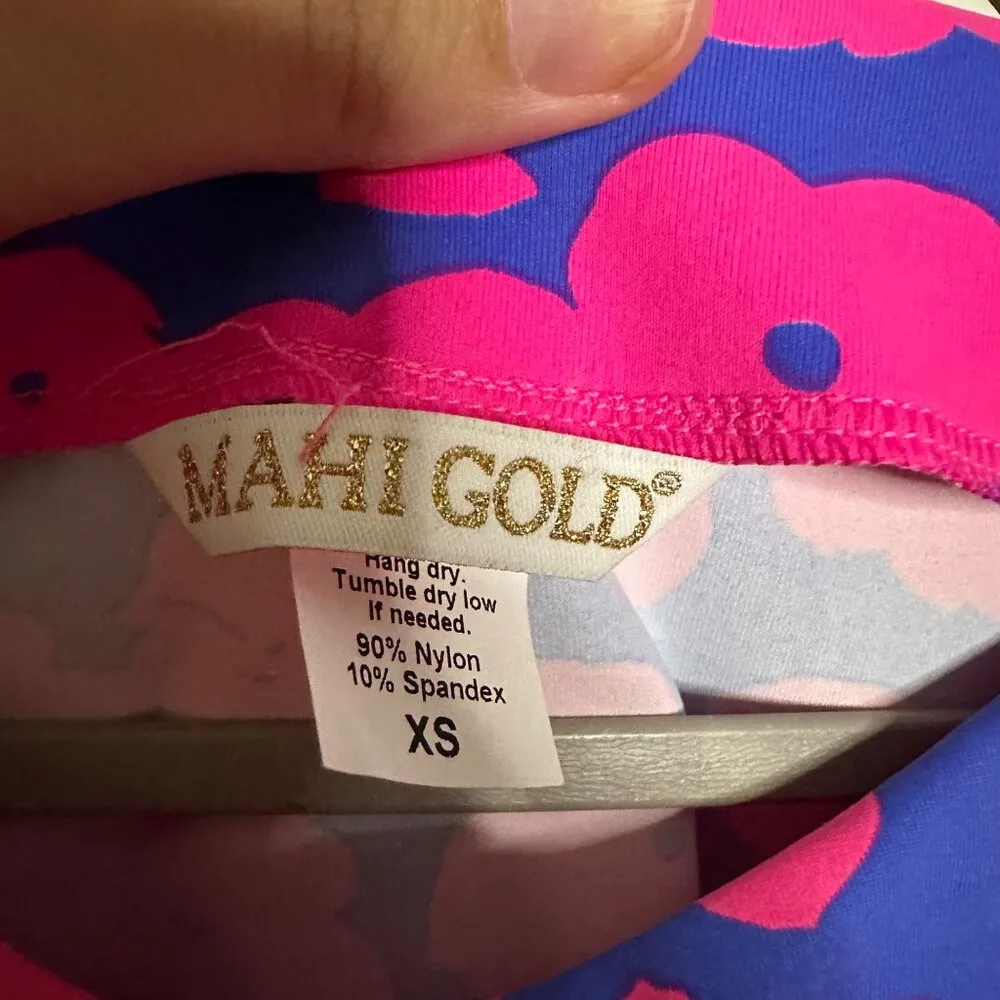 MAHI GOLD®
Hang dry.
Tumble dry low
If needed.
90% Nylon
10% Spandex
XS